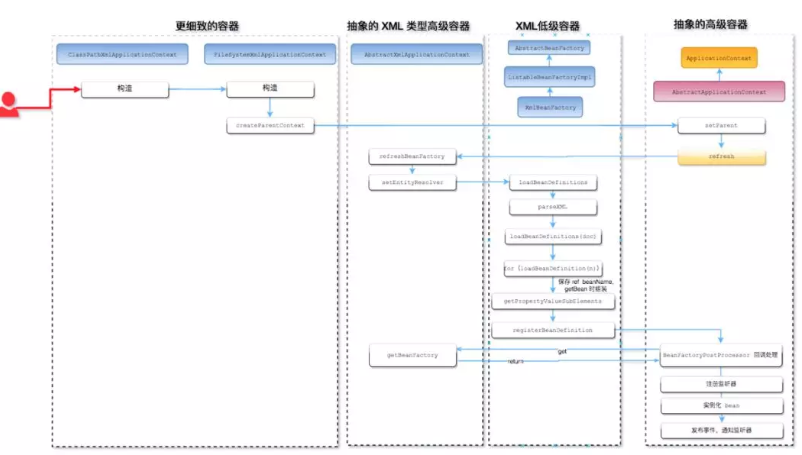 更细致的容器
抽象的 XML 类型高级容器
XML低级容器
抽象的高级容器
ClassPathXmlApplicationContext
FileSystemXmlApplicationContext
AbstractXmlApplicationContext
AbstractBeanFactory
ApplicationContext
ListableBeanFactoryImpl
AbstractApplicationContext
XmlBeanFactory
构造
构造
createParentContext
setParent
refreshBeanFactory
refresh
setEntityResolver
loadBeanDefinitions
parseXML
loadBeanDefinitions(doc)
for {loadBeanDefinition(n)}
保存 ref beanName,
getBean 时接装
getPropertyValueSubElements
registerBeanDefinition
get
getBeanFactory
return
BeanFactoryPostProcessor 回调处理
注册监听器
实例化 bean
发布事件,通知监听器